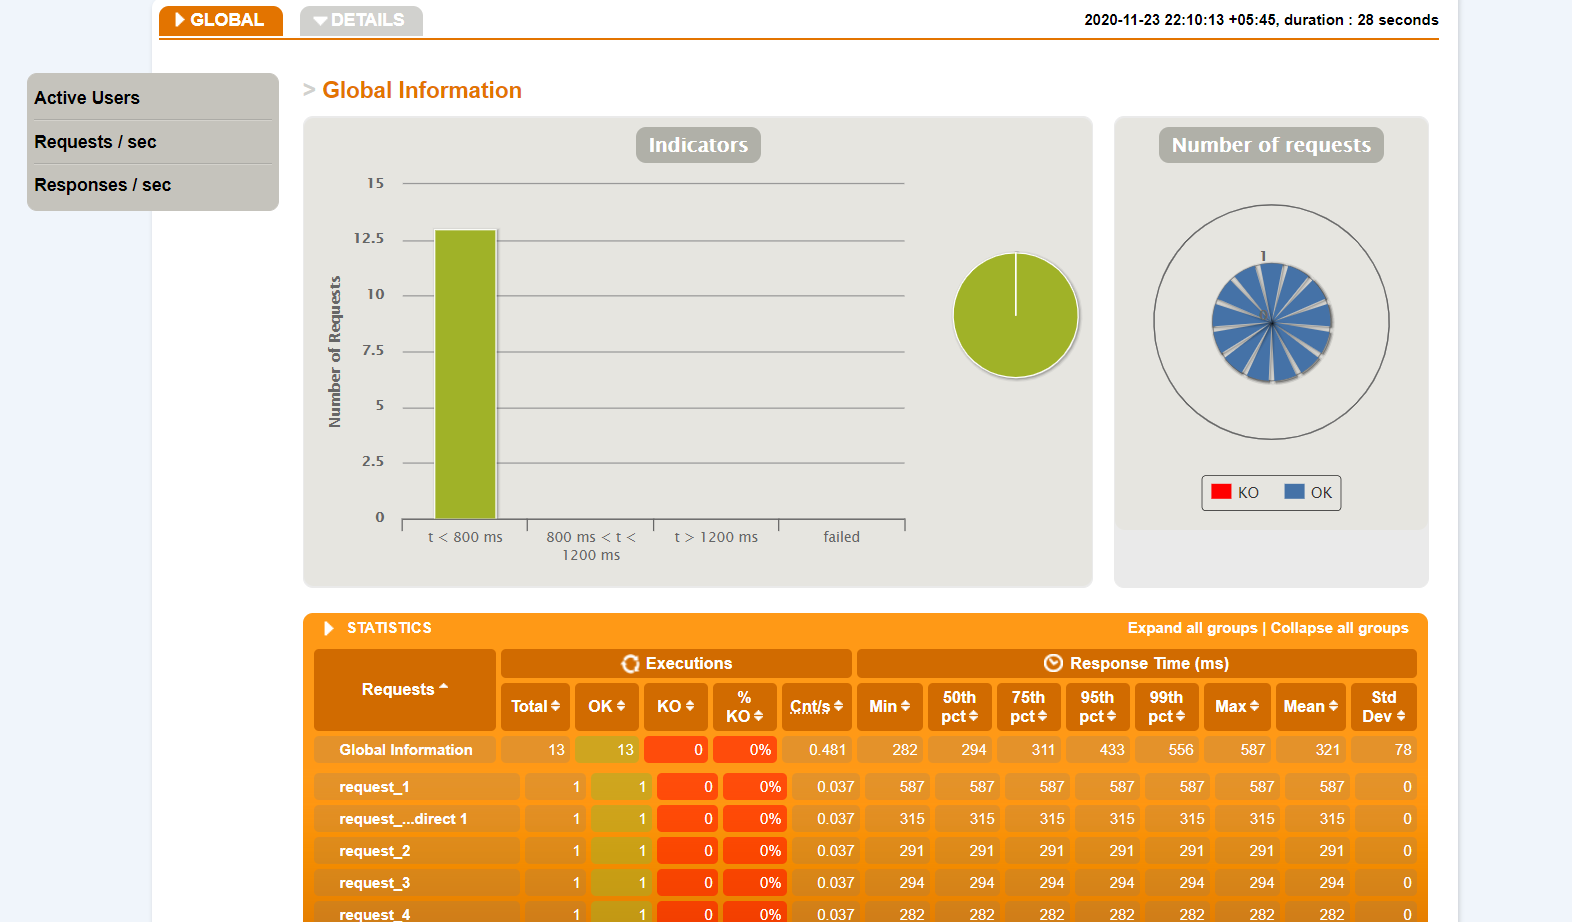 GLOBAL
DETAILS
2020-11-23 22:10:13 +05:45, duration : 28 seconds
Active Users
Requests / sec
Responses / sec
> Global Information
Indicators
Number of Requests
15
12.5
10
7.5
5
2.5
0
t < 800 ms
800 ms < t <
1200 ms
t > 1200 ms
failed
Number of requests
1
KO
OK
STATISTICS
Expand all groups | Collapse all groups
Requests
Executions
Response Time (ms)
Total
OK
KO
%
KO
Cnt/s
Min
50th
pct
75th
pct
95th
pct
99th
pct
Max
Mean
Std
Dev
Global Information 13 13 0 0% 0.481 282 294 311 433 556 587 321 78
request_1 1 1 0 0% 0.037 587 587 587 587 587 587 587 0
request_...direct 1 1 1 0 0% 0.037 315 315 315 315 315 315 315 0
request_2 1 1 0 0% 0.037 291 291 291 291 291 291 291 0
request_3 1 1 0 0% 0.037 294 294 294 294 294 294 294 0
request_4 1 1 0 0% 0.037 282 282 282 282 282 282 282 0